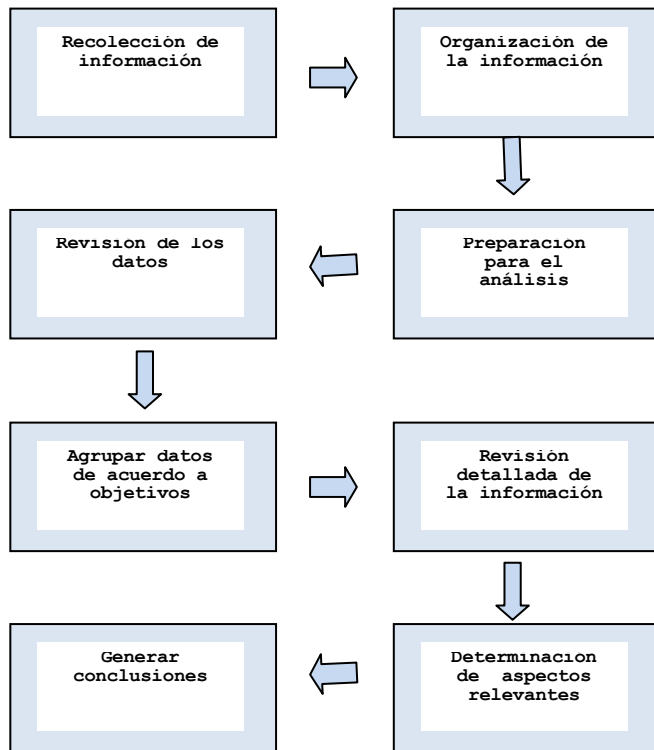 Recolección de
información
Organización de
la información
Preparación
para el
análisis
Revisión de los
datos
Agrupar datos
de acuerdo a
objetivos
Revisión
detallada de
la información
Determinación
de aspectos
relevantes
Generar
conclusiones